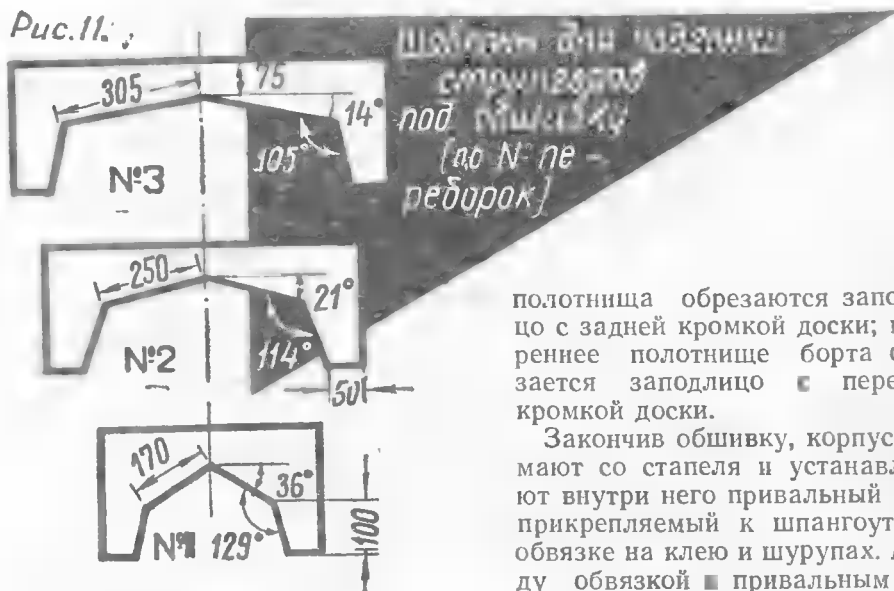 Рис. 11.
Шаблоны для
стрингеров
под обшивку
(по № пе-
реборок)
305
75
14°
105°
№3
250
21°
114°
№2
50
170
36°
129°
№1
100
полотнища обрезаются запо
цо с задней кромкой доски;
реннее полотнище борта
зается заподлицо с пере
кромкой доски.
Закончив обшивку, корпус
мают со стапеля и устанавл
ют внутри него привальный
прикрепляемый к шпангоут
обвязке на клею и шурупах.
ду обвязкой и привальным